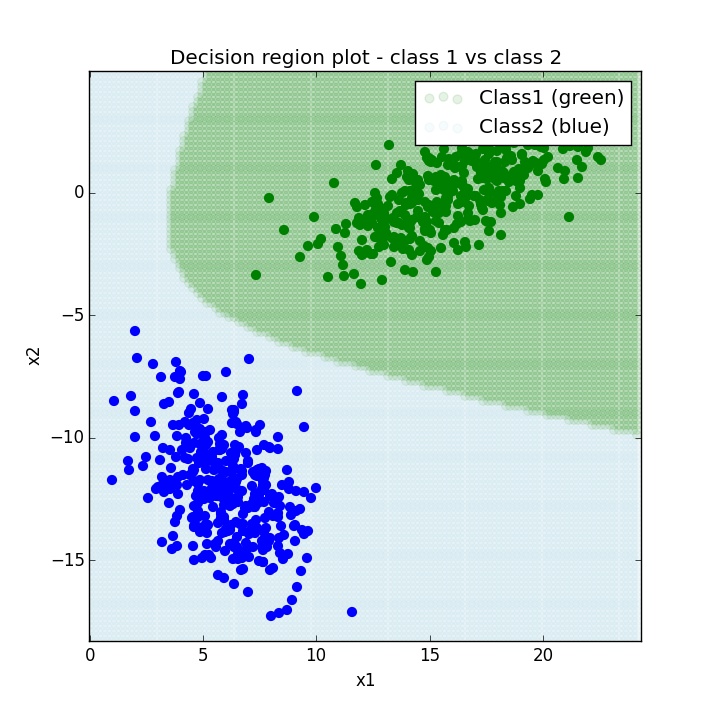 Decision region plot - class 1 vs class 2
Class1 (green)
Class2 (blue)
0
−5
−10
−15
x2
0 5 10 15 20
x1